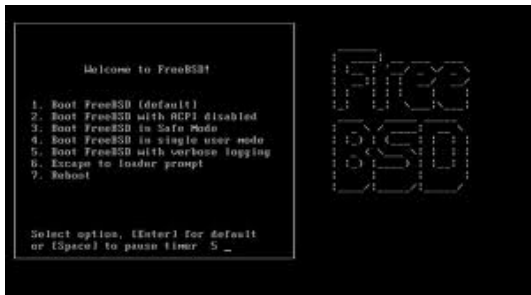 Welcome to FreeBSD!
1. Boot FreeBSD [default]
2. Boot FreeBSD with ACPI disabled
3. Boot FreeBSD in Safe Mode
4. Boot FreeBSD in single user mode
5. Boot FreeBSD with verbose logging
6. Escape to loader prompt
7. Reboot
Select option, [Enter] for default
or [Space] to pause timer 5 _
Free
BSD